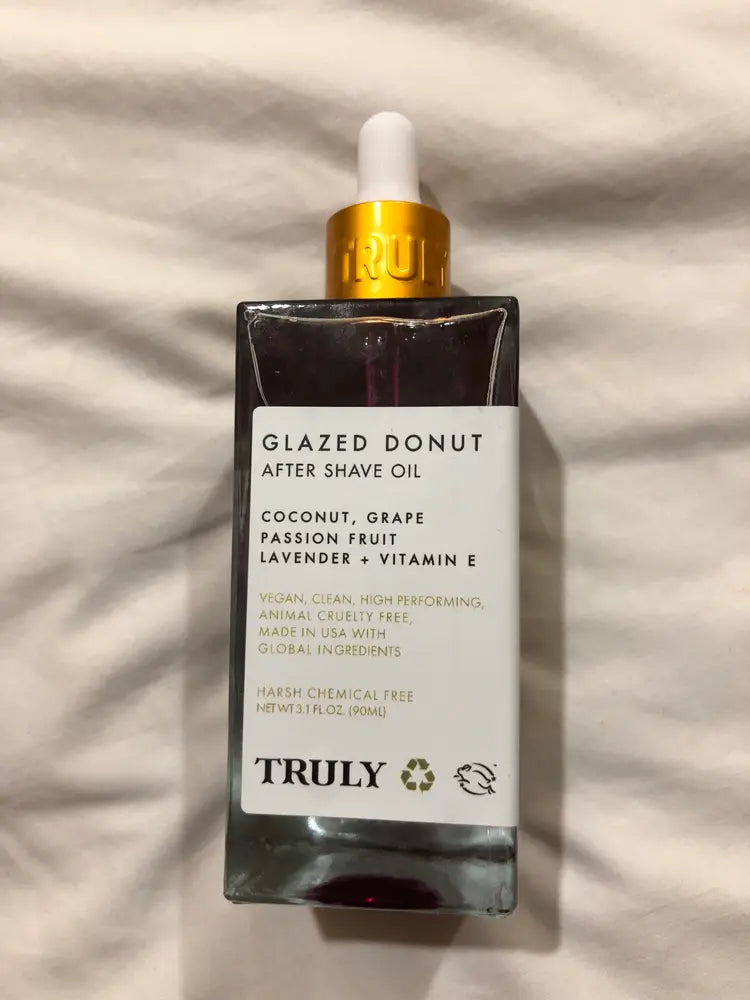 TRULY
GLAZED DONUT
AFTER SHAVE OIL
COCONUT, GRAPE
PASSION FRUIT
LAVENDER + VITAMIN E
VEGAN, CLEAN, HIGH PERFORMING,
ANIMAL CRUELTY FREE,
MADE IN USA WITH
GLOBAL INGREDIENTS
HARSH CHEMICAL FREE
NET WT 3.1 FL.OZ. (90ML)
TRULY